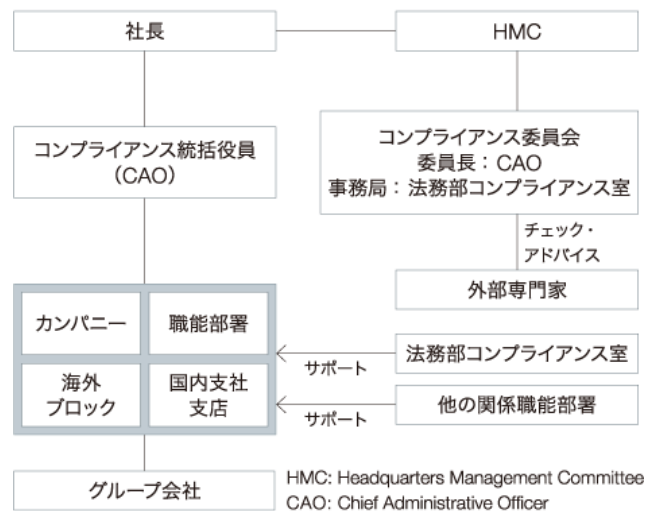 社長
HMC
コンプライアンス統括役員
（CAO）
コンプライアンス委員会
委員長：CAO
事務局：法務部コンプライアンス室
チェック・
アドバイス
外部専門家
カンパニー
職能部署
海外
ブロック
国内支社
支店
サポート
法務部コンプライアンス室
サポート
他の関係職能部署
グループ会社
HMC: Headquarters Management Committee
CAO: Chief Administrative Officer